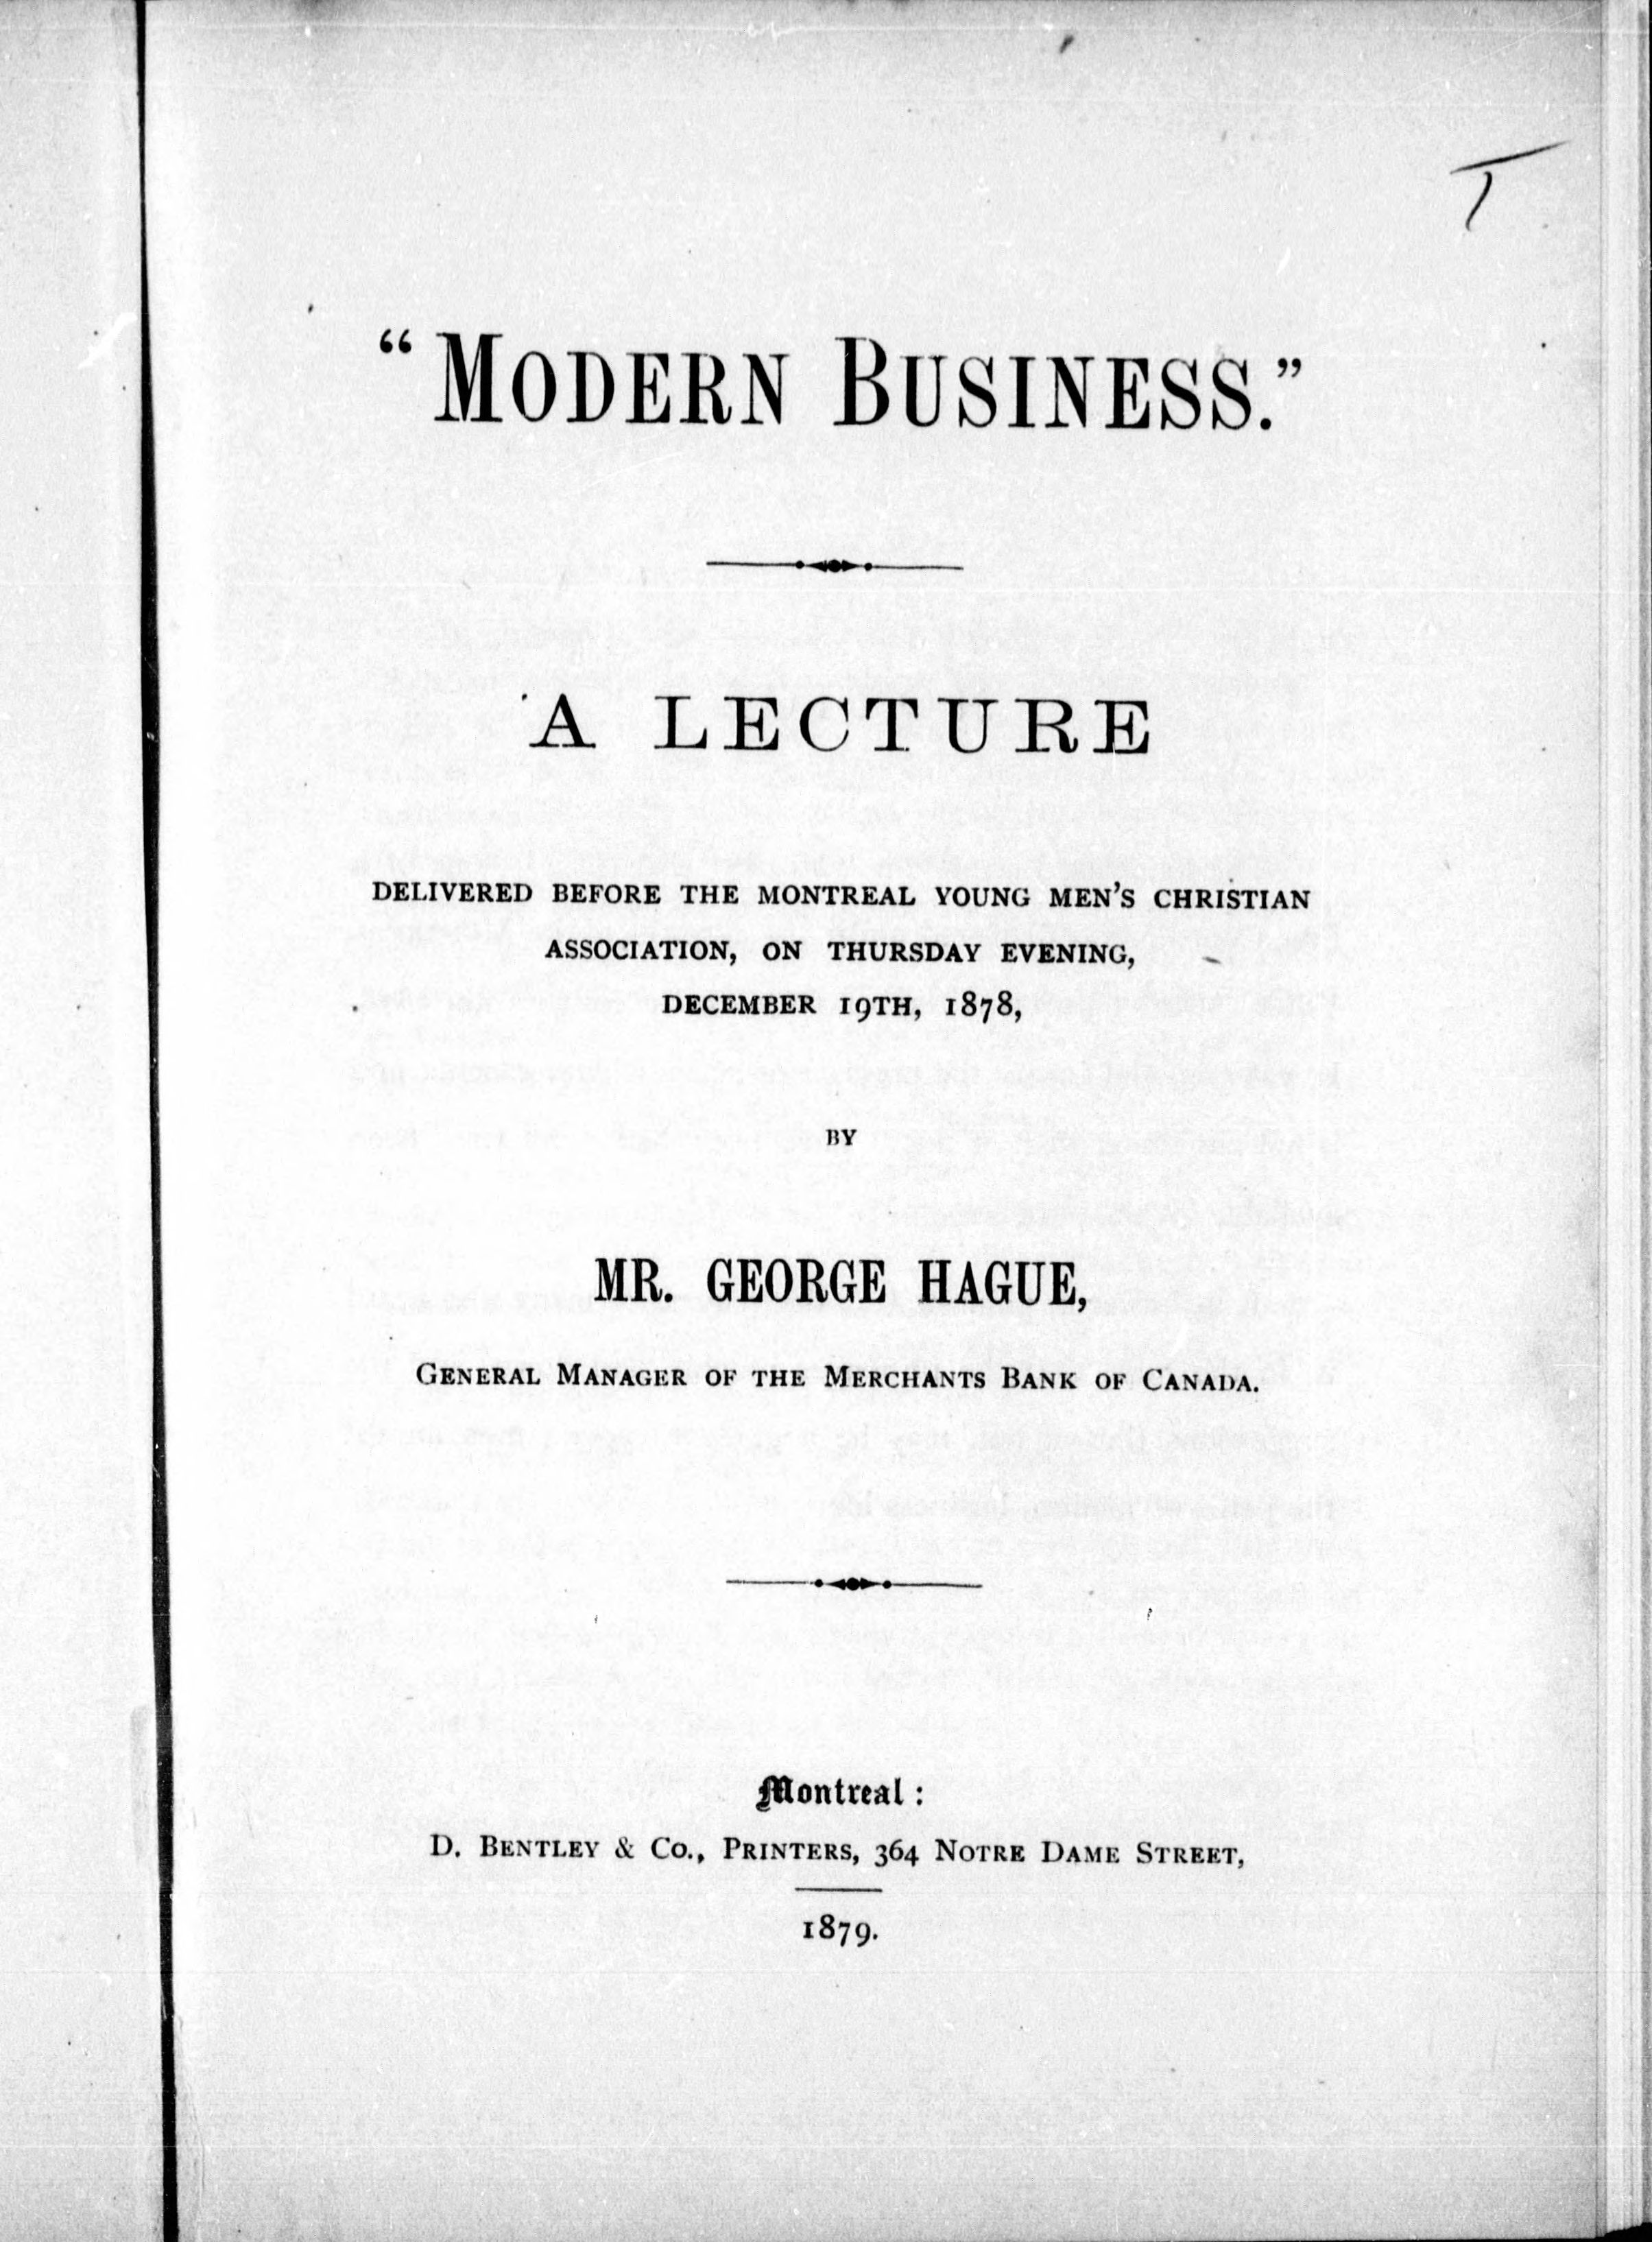 “MODERN BUSINESS.”
A LECTURE
DELIVERED BEFORE THE MONTREAL YOUNG MEN'S CHRISTIAN
ASSOCIATION, ON THURSDAY EVENING,
DECEMBER 19TH, 1878,
BY
MR. GEORGE HAGUE,
GENERAL MANAGER OF THE MERCHANTS BANK OF CANADA.
Montreal:
D. BENTLEY & CO., PRINTERS, 364 NOTRE DAME STREET,
1879.